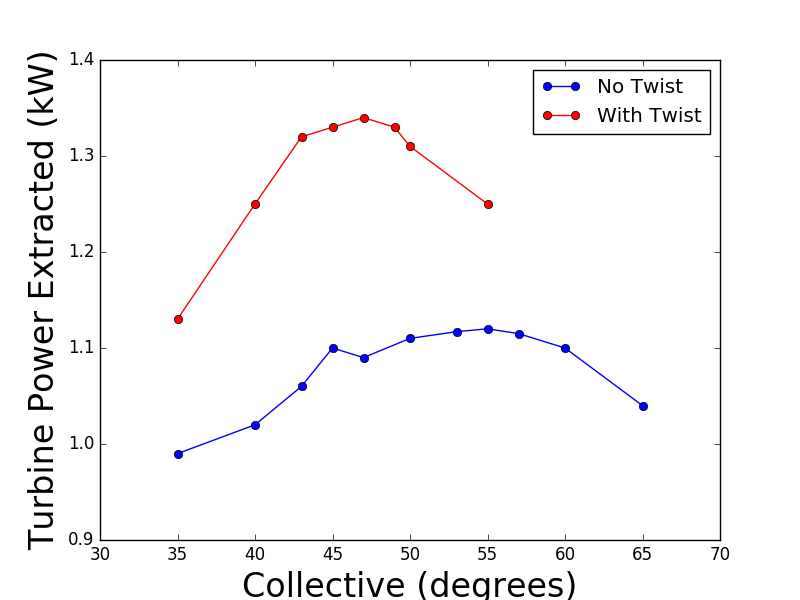 Turbine Power Extracted (kW)
1.4
1.3
1.2
1.1
1.0
0.9
No Twist
With Twist
30 35 40 45 50 55 60 65 70
Collective (degrees)